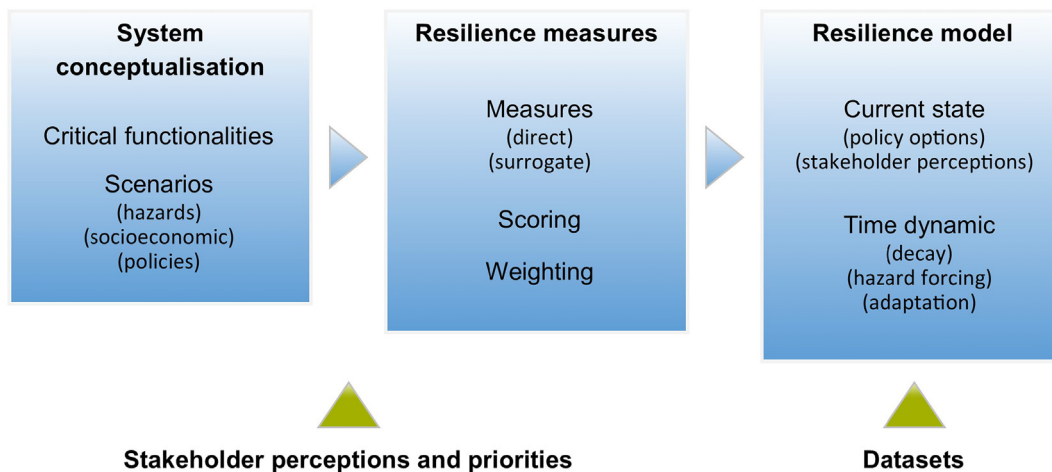 System
conceptualisation
Critical functionalities
Scenarios
(hazards)
(socioeconomic)
(policies)
Resilience measures
Measures
(direct)
(surrogate)
Scoring
Weighting
Resilience model
Current state
(policy options)
(stakeholder perceptions)
Time dynamic
(decay)
(hazard forcing)
(adaptation)
Stakeholder perceptions and priorities
Datasets